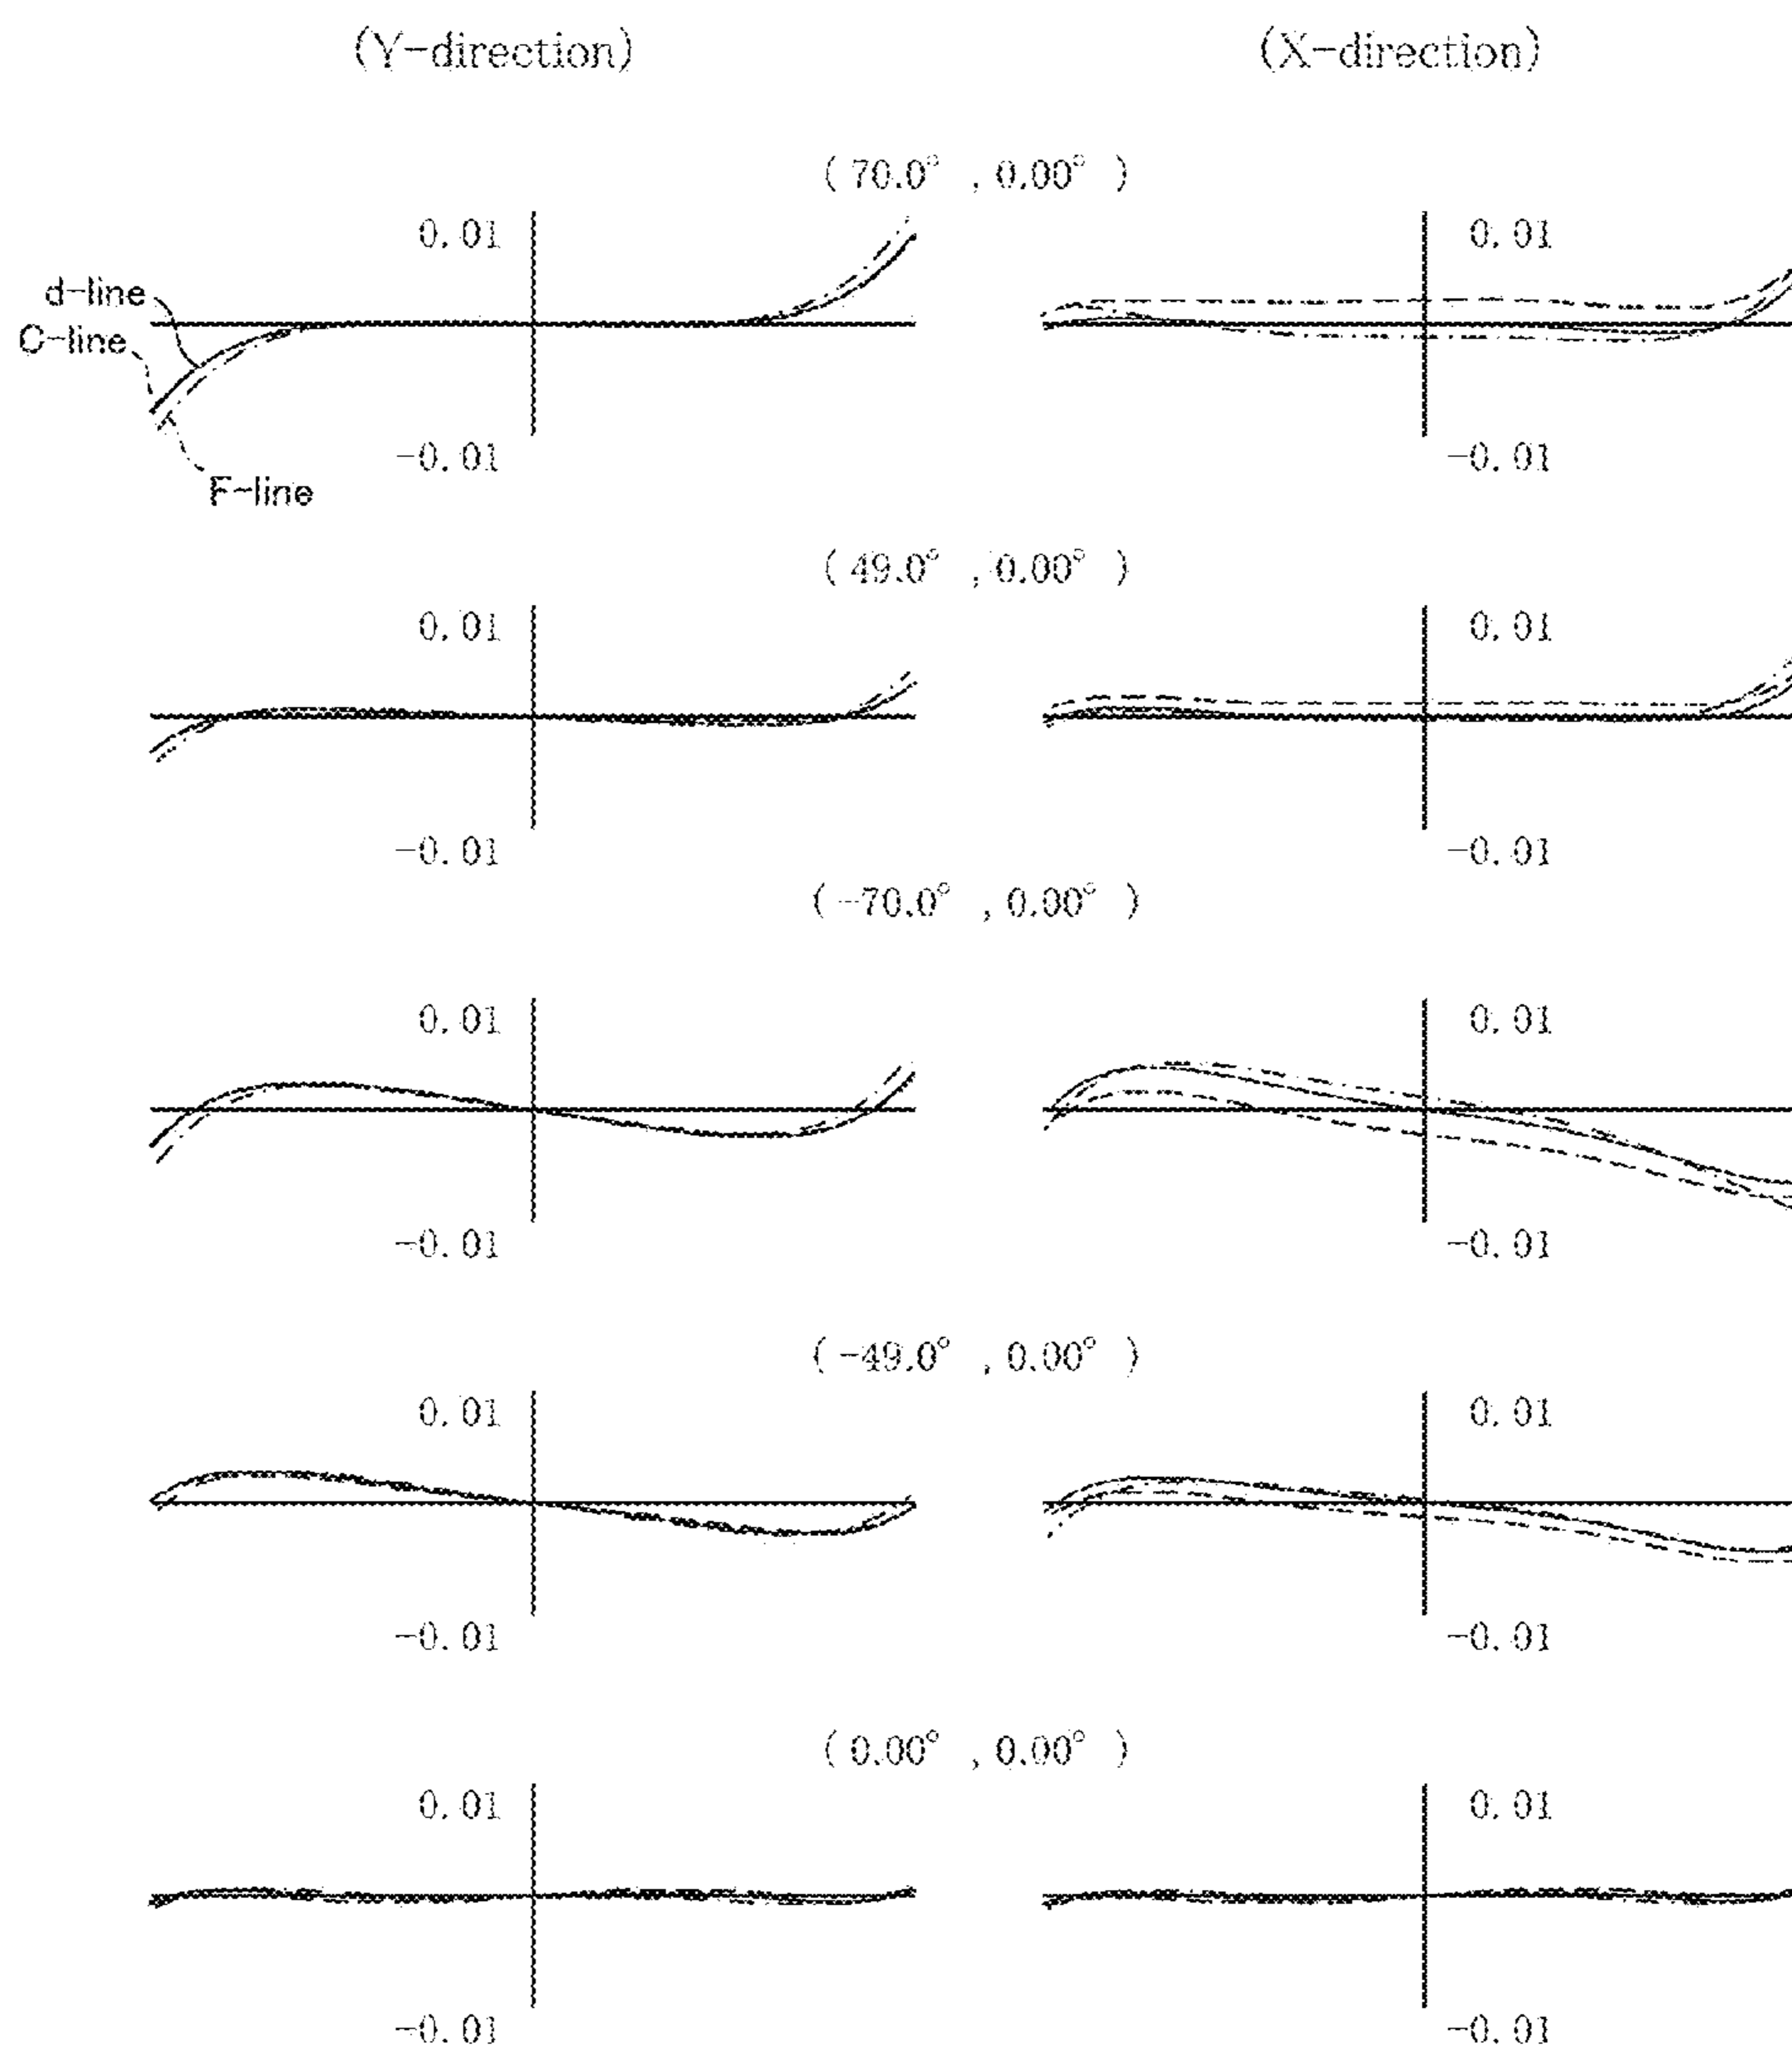 (Y-direction) (X-direction)
(70.0° , 0.00° )
0.01 0.01
d-line
C-line
-0.01 -0.01
F-line
(49.0° , 0.00° )
0.01 0.01
-0.01 -0.01
(-70.0° , 0.00° )
0.01 0.01
-0.01 -0.01
(-49.0° , 0.00° )
0.01 0.01
-0.01 -0.01
(0.00° , 0.00° )
0.01 0.01
-0.01 -0.01